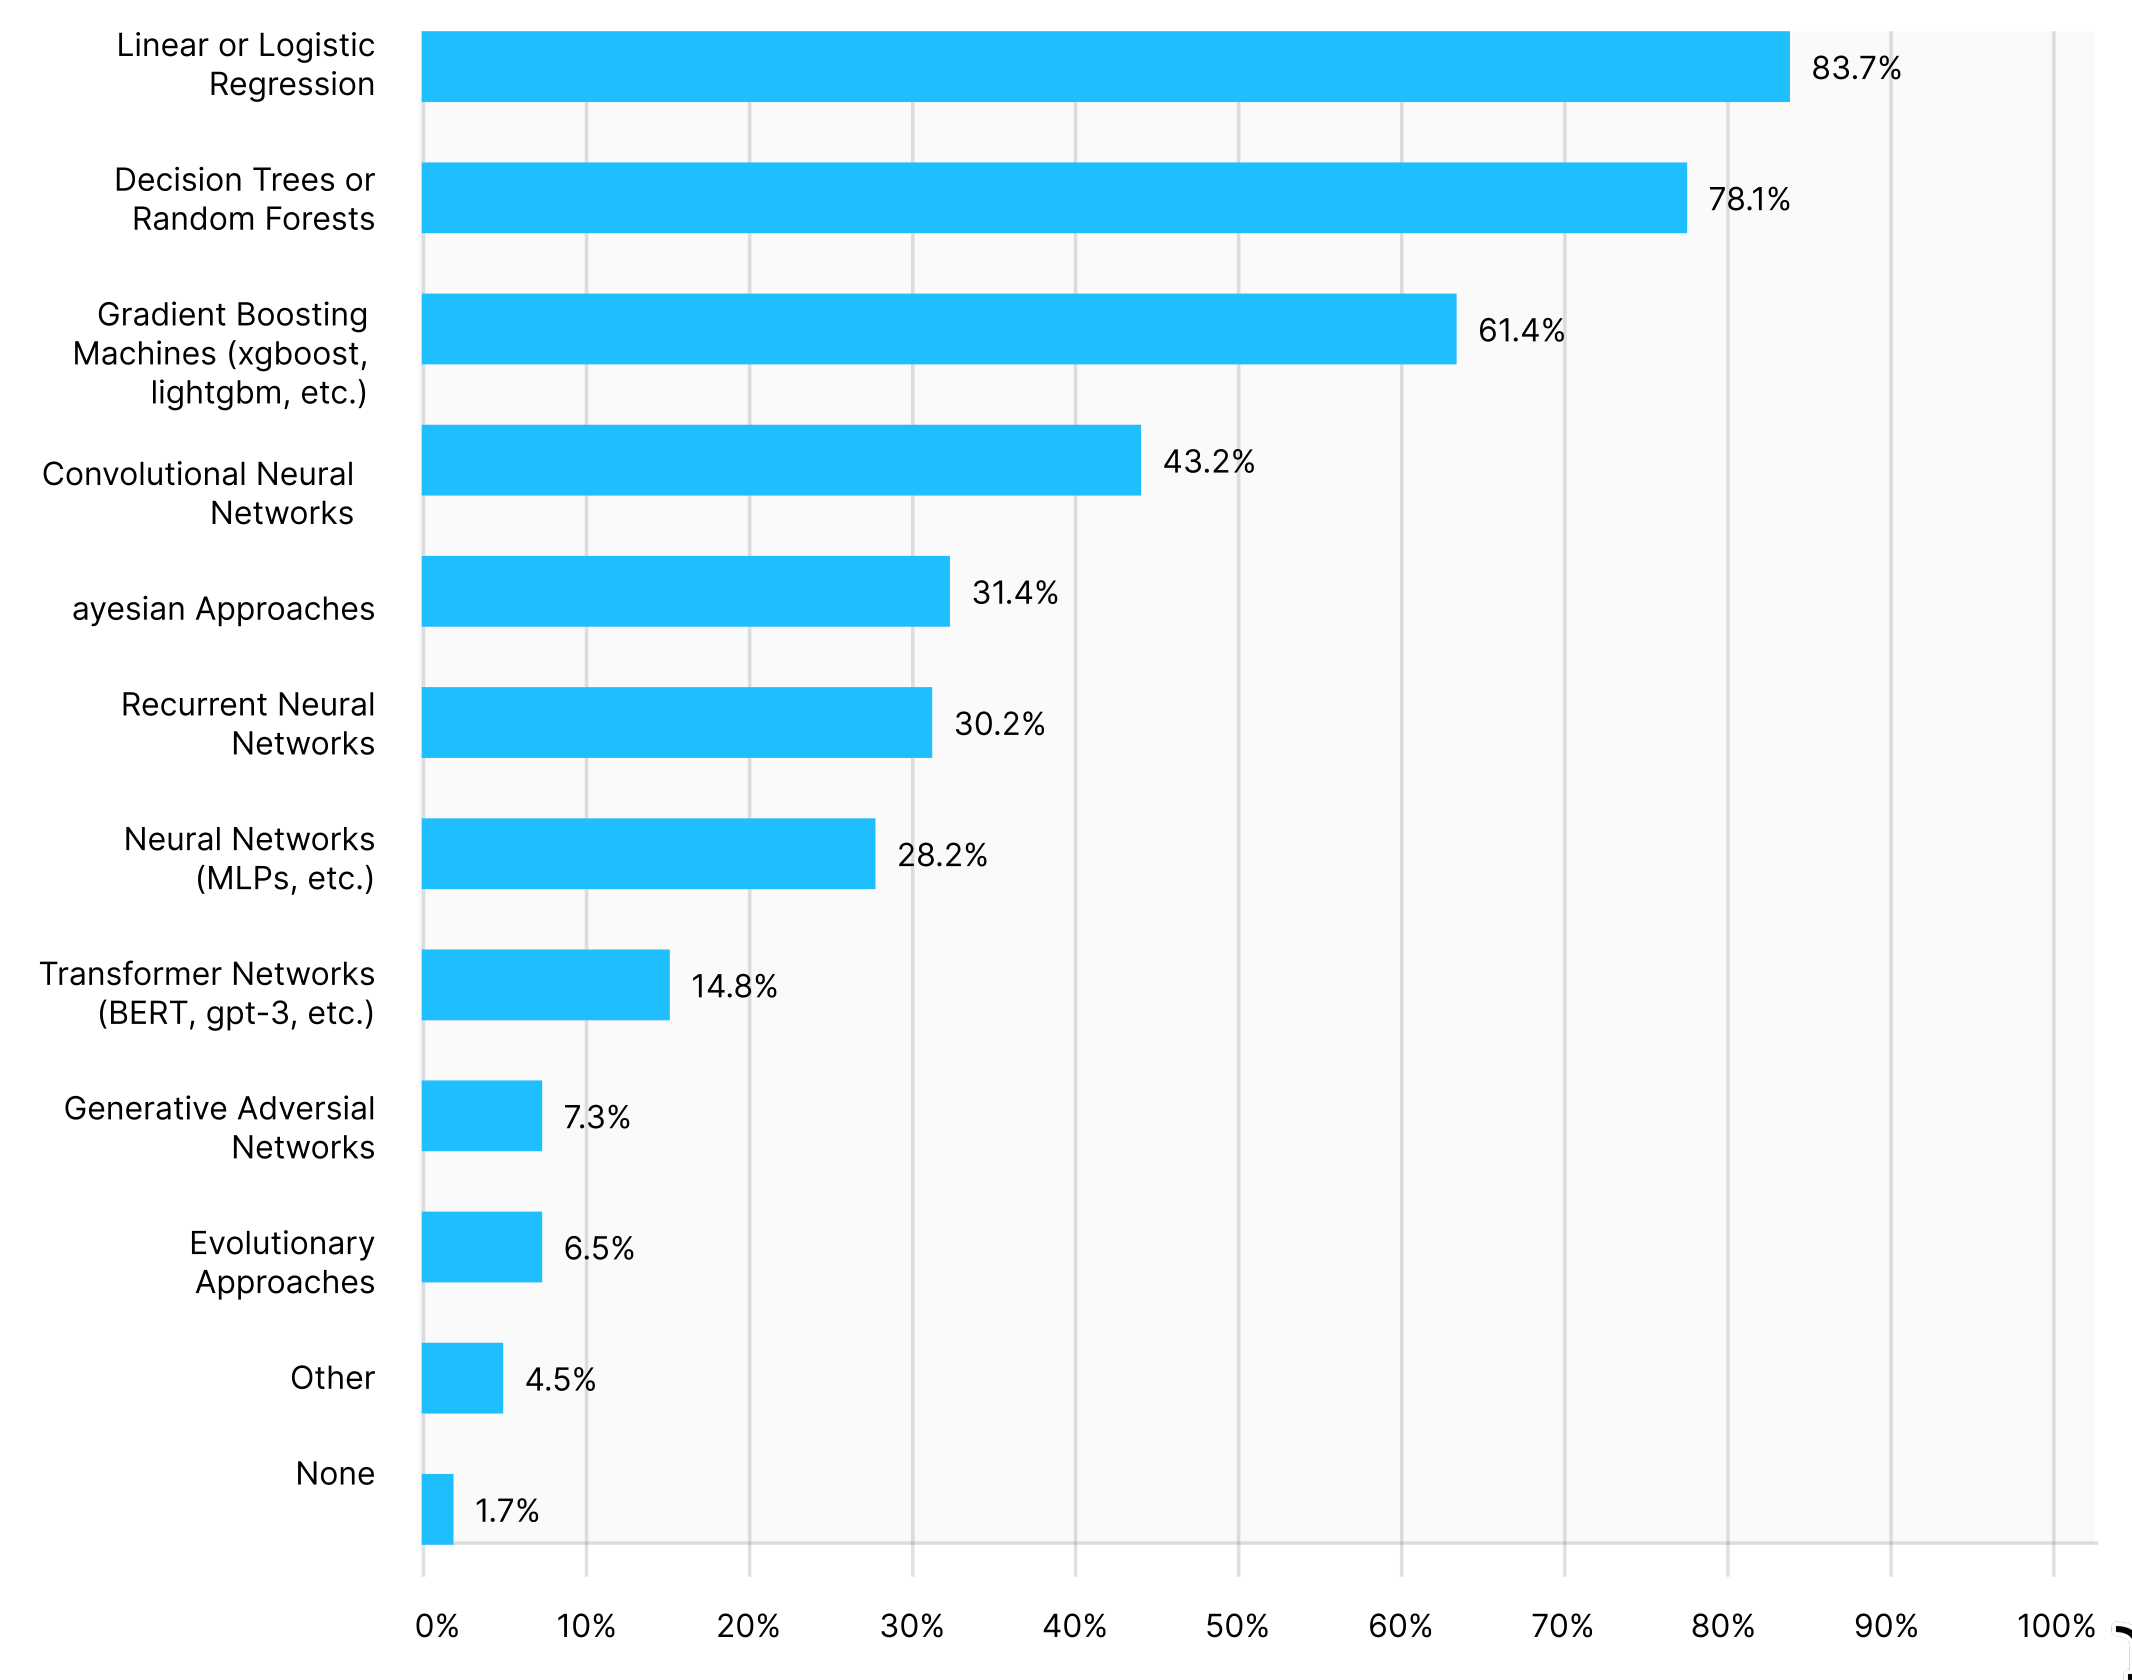 Linear or Logistic
Regression
83.7%
Decision Trees or
Random Forests
78.1%
Gradient Boosting
Machines (xgboost,
lightgbm, etc.)
61.4%
Convolutional Neural
Networks
43.2%
ayesian Approaches
31.4%
Recurrent Neural
Networks
30.2%
Neural Networks
(MLPs, etc.)
28.2%
Transformer Networks
(BERT, gpt-3, etc.)
14.8%
Generative Adversial
Networks
7.3%
Evolutionary
Approaches
6.5%
Other
4.5%
None
1.7%
0% 10% 20% 30% 40% 50% 60% 70% 80% 90% 100%